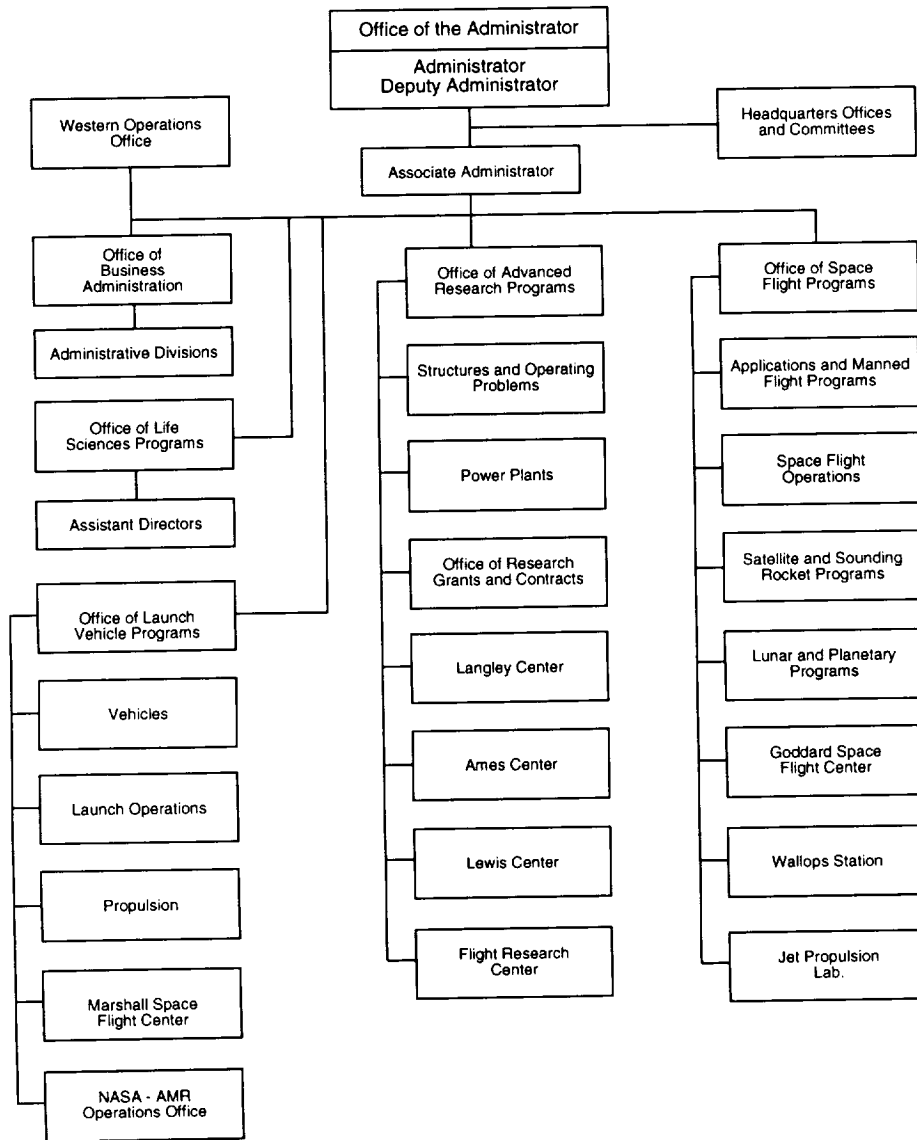 Office of the Administrator
Administrator
Deputy Administrator
Western Operations
Office
Headquarters Offices
and Committees
Associate Administrator
Office of
Business
Administration
Administrative Divisions
Office of Life
Sciences Programs
Assistant Directors
Office of Launch
Vehicle Programs
Vehicles
Launch Operations
Propulsion
Marshall Space
Flight Center
NASA - AMR
Operations Office
Office of Advanced
Research Programs
Structures and Operating
Problems
Power Plants
Office of Research
Grants and Contracts
Langley Center
Ames Center
Lewis Center
Flight Research
Center
Office of Space
Flight Programs
Applications and Manned
Flight Programs
Space Flight
Operations
Satellite and Sounding
Rocket Programs
Lunar and Planetary
Programs
Goddard Space
Flight Center
Wallops Station
Jet Propulsion
Lab.